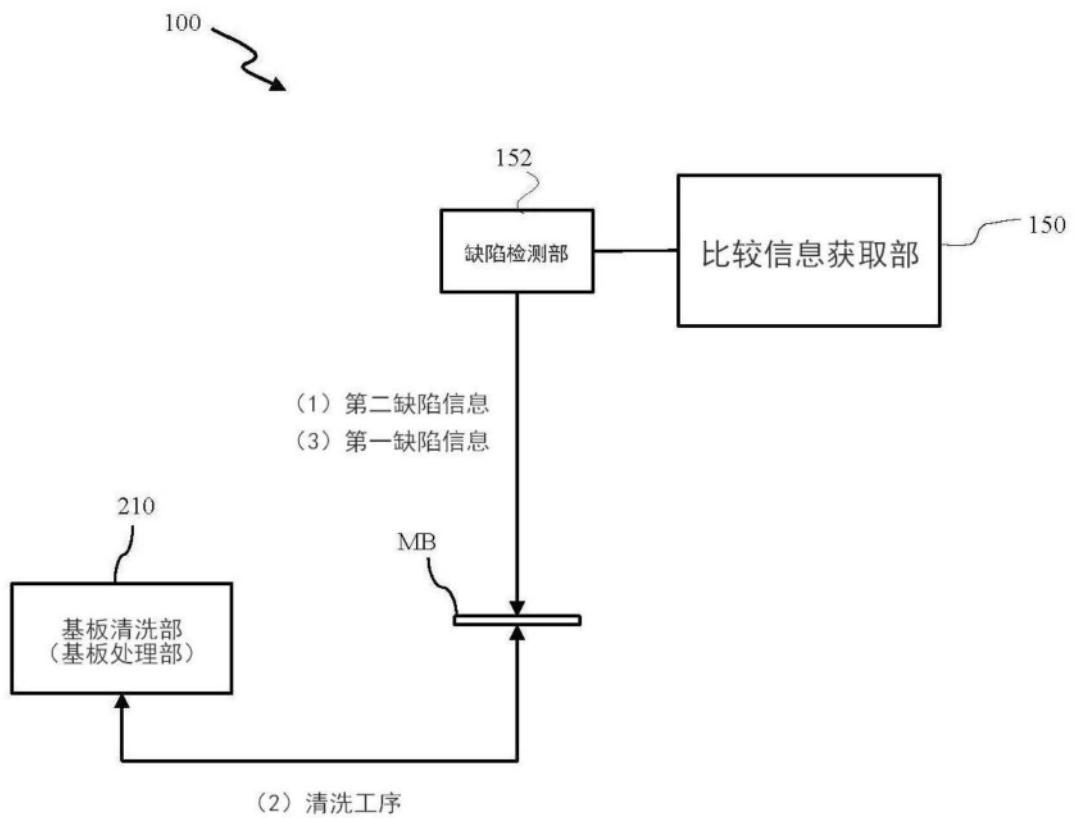 100
152
缺陷检测部
比较信息获取部
150
（1）第二缺陷信息
（3）第一缺陷信息
210
MB
基板清洗部
（基板处理部）
（2）清洗工序